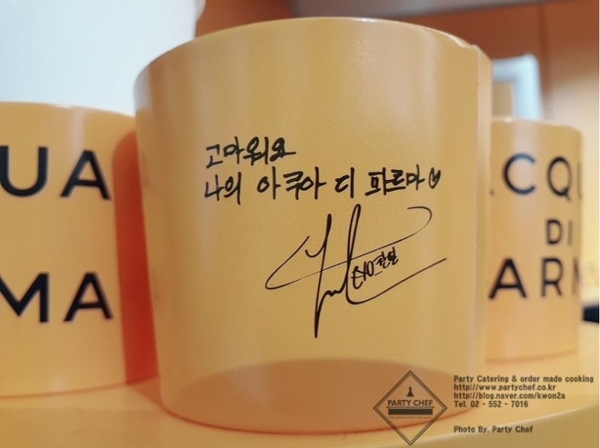 고마워요
나의 아쿠아 디 파르마♡
UA
MA
ACQU
DI
ARM
PARTY CHEF
Party Catering & order made cooking
http://www.partychef.co.kr
http://blog.naver.com/kwon2a
Tel. 02 - 552 - 7016
Photo By. Party Chef